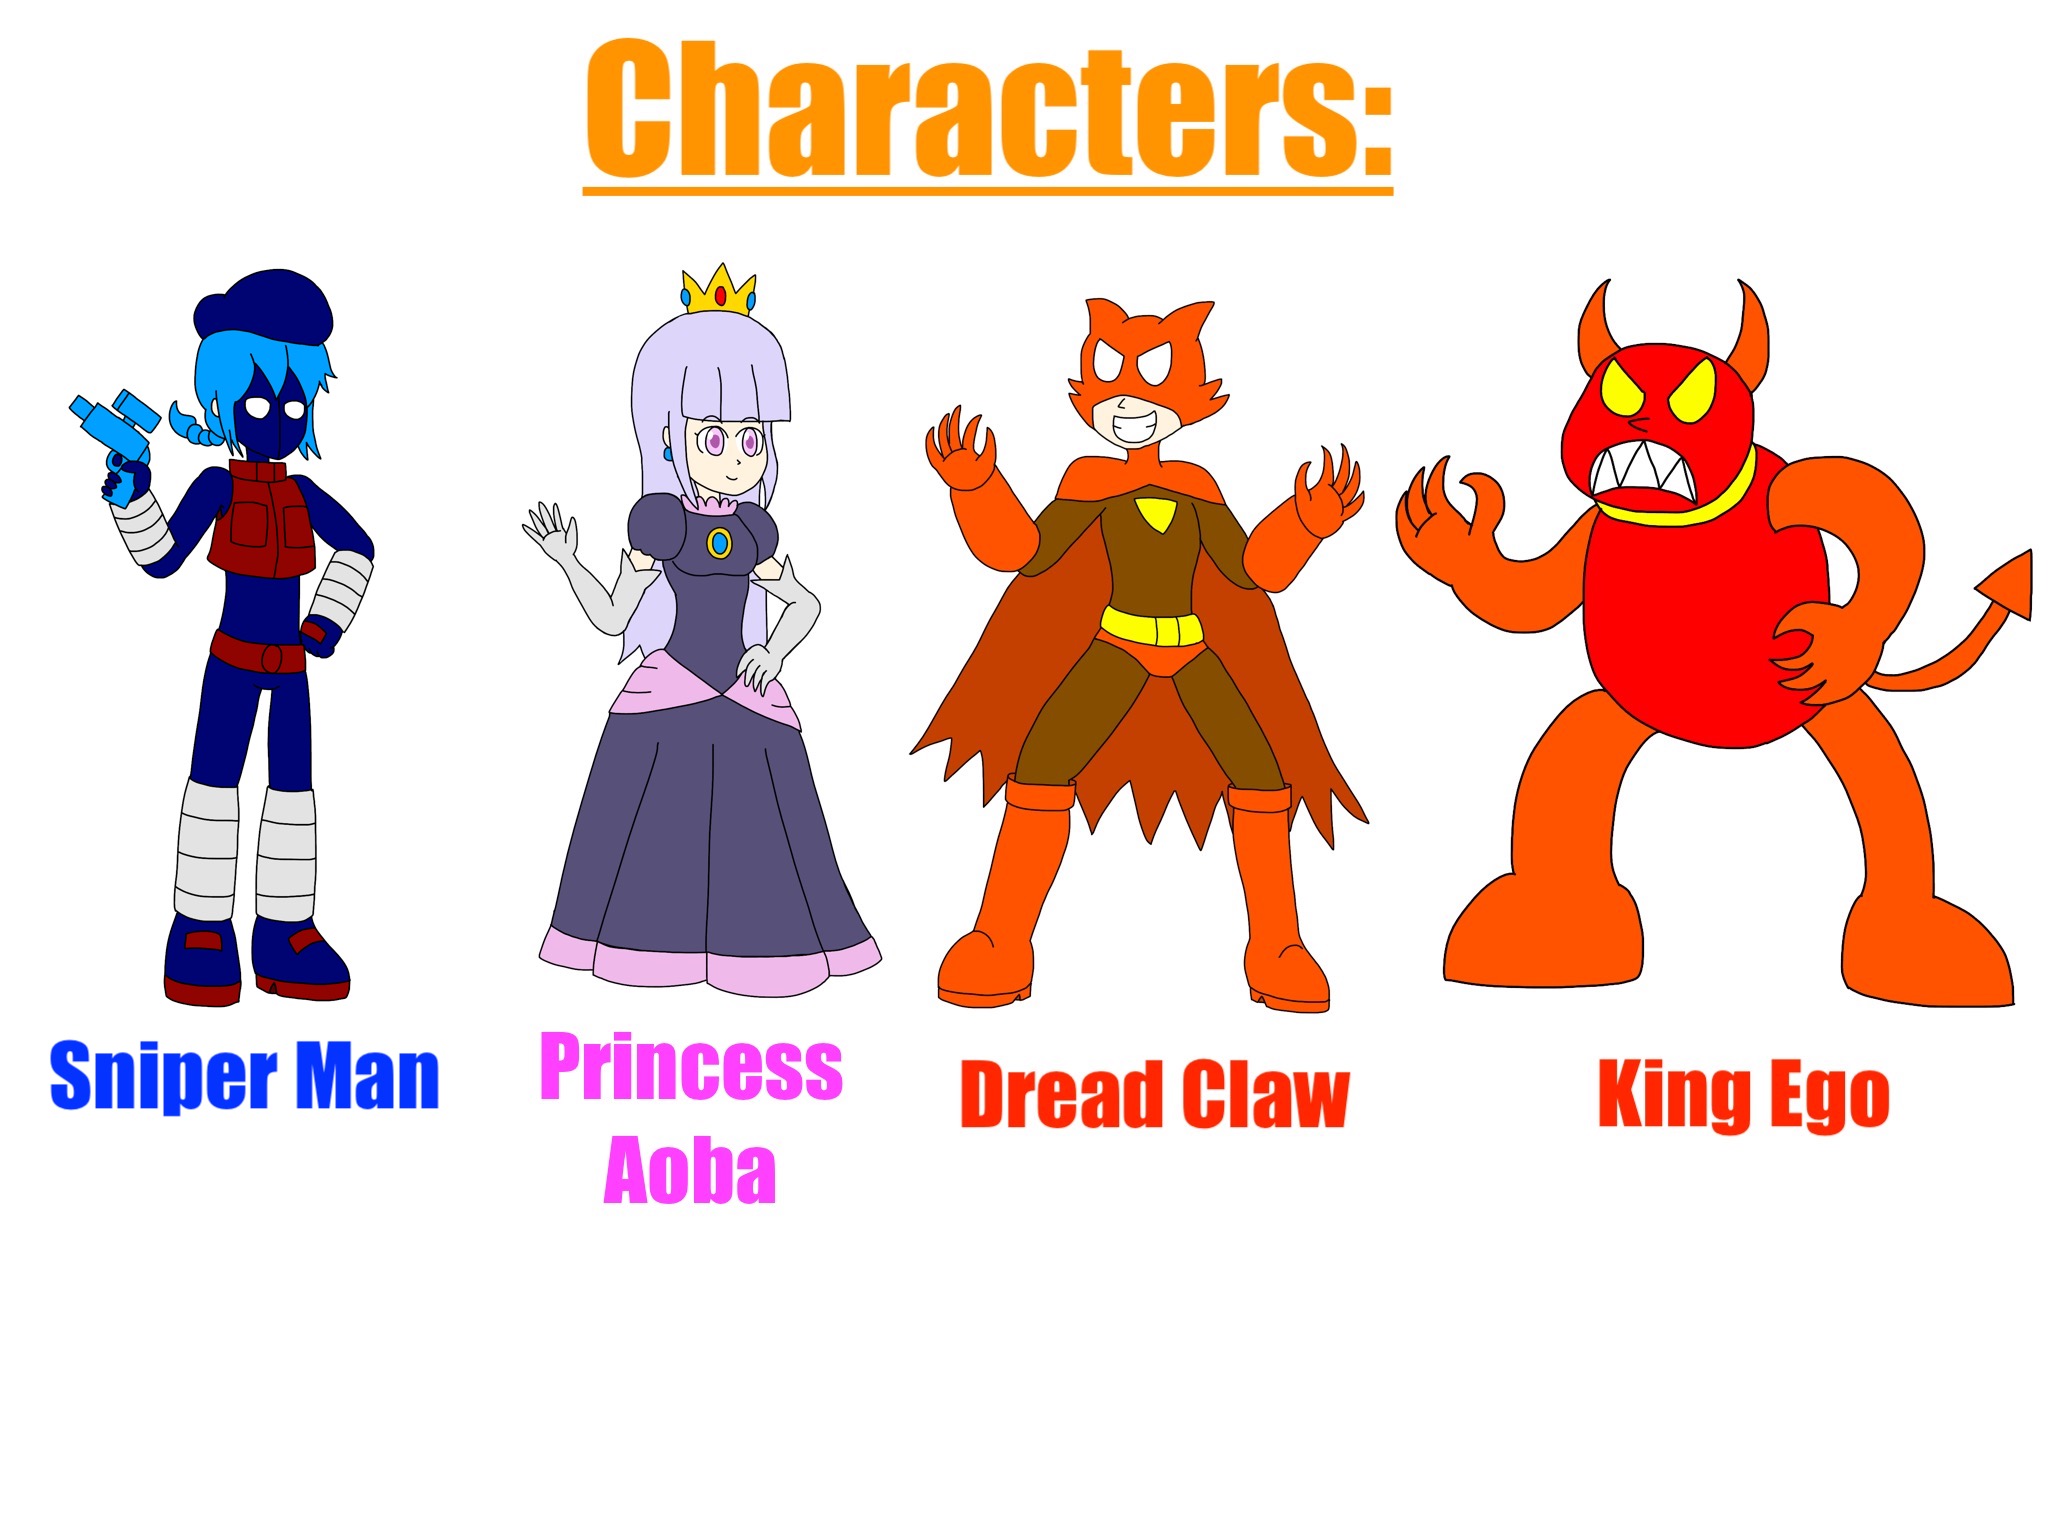 Characters:
Sniper Man
Princess
Aoba
Dread Claw
King Ego